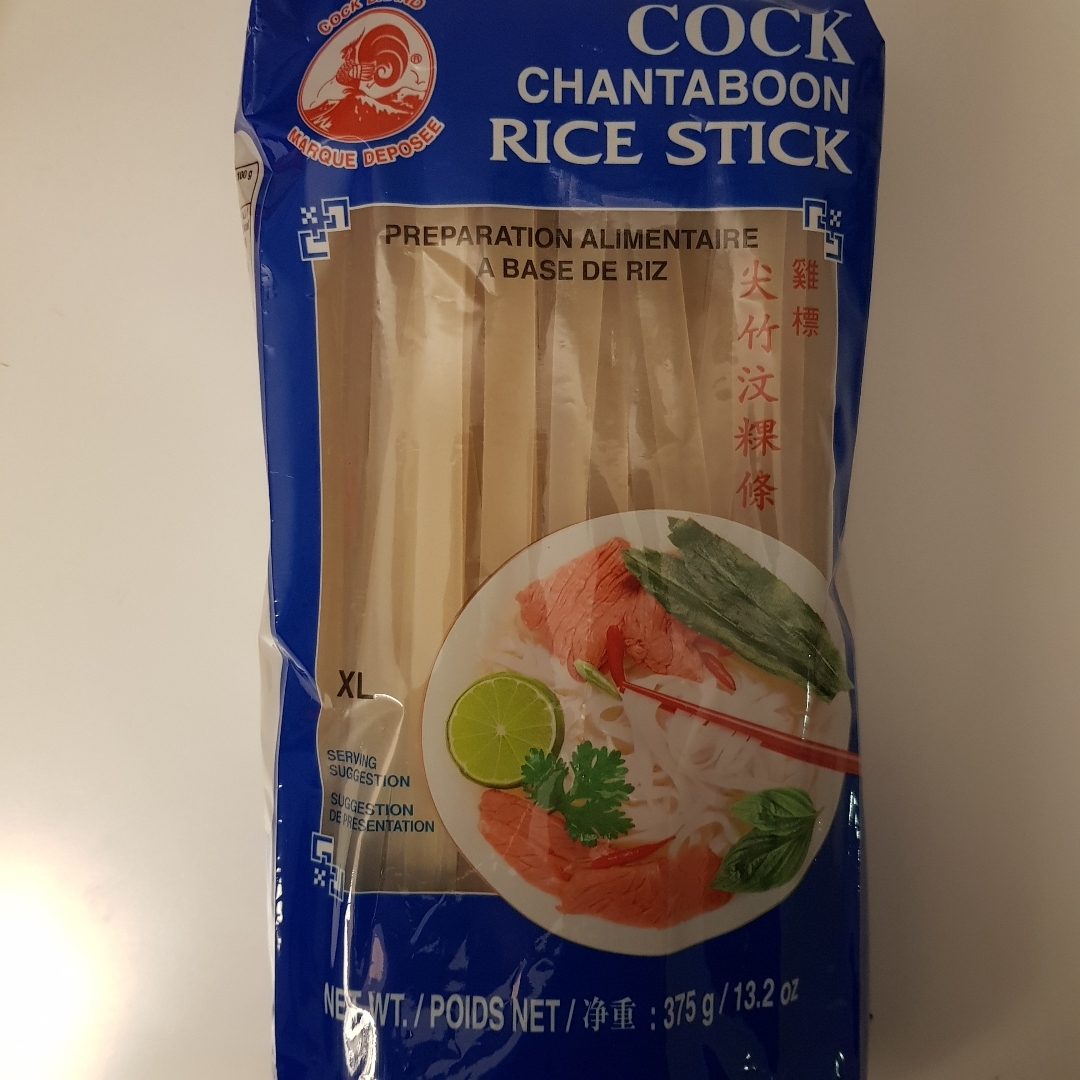 COCK BRAND
MARQUE DEPOSEE
COCK
CHANTABOON
RICE STICK
100 g
PREPARATION ALIMENTAIRE
A BASE DE RIZ
雞標
尖竹汶粿條
XL
SERVING
SUGGESTION
SUGGESTION
DE PRESENTATION
NET WT. / POIDS NET / 净重 : 375 g / 13.2 oz